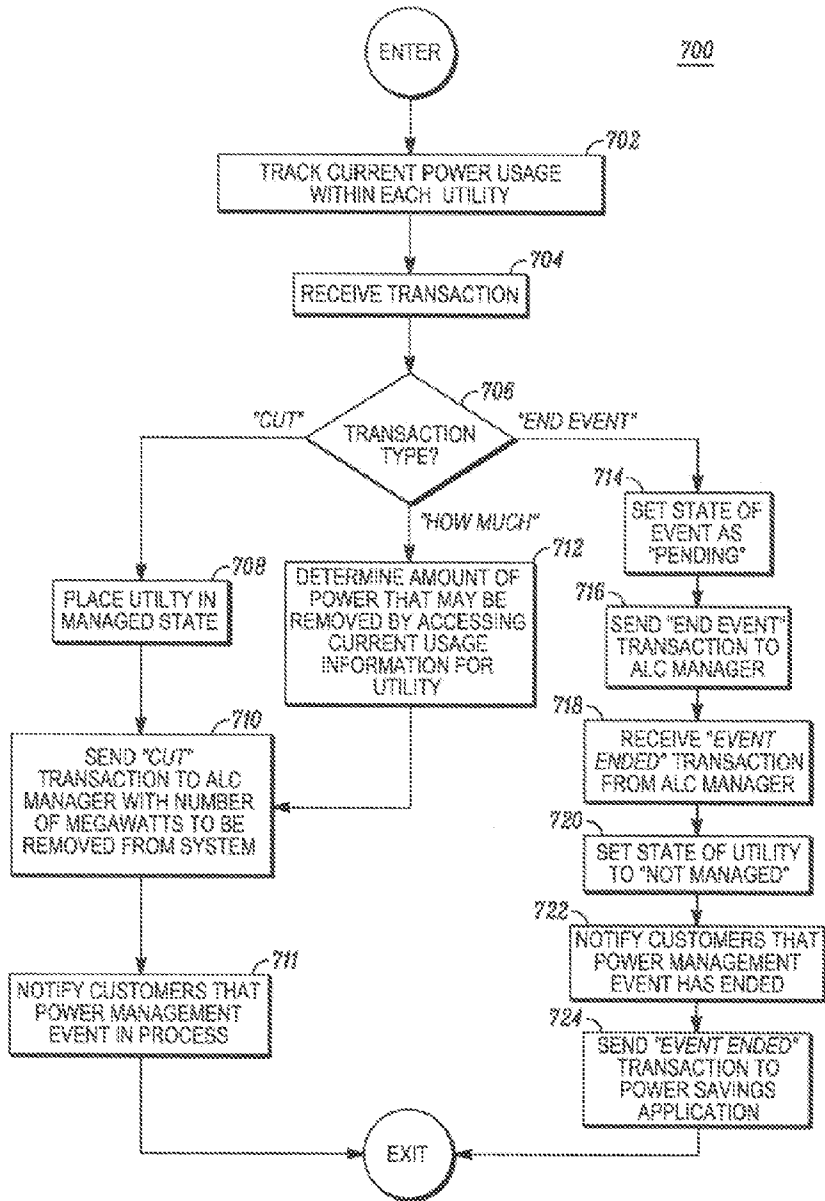 ENTER
700
702
TRACK CURRENT POWER USAGE
WITHIN EACH UTILITY
704
RECEIVE TRANSACTION
706
TRANSACTION
TYPE?
"CUT"
"HOW MUCH"
"END EVENT"
708
PLACE UTILTY IN
MANAGED STATE
710
SEND "CUT"
TRANSACTION TO ALC
MANAGER WITH NUMBER
OF MEGAWATTS TO BE
REMOVED FROM SYSTEM
711
NOTIFY CUSTOMERS THAT
POWER MANAGEMENT
EVENT IN PROCESS
712
DETERMINE AMOUNT OF
POWER THAT MAY BE
REMOVED BY ACCESSING
CURRENT USAGE
INFORMATION FOR
UTILITY
714
SET STATE OF
EVENT AS
"PENDING"
716
SEND "END EVENT"
TRANSACTION TO
ALC MANAGER
718
RECEIVE "EVENT
ENDED" TRANSACTION
FROM ALC MANAGER
720
SET STATE OF UTILITY
TO "NOT MANAGED"
722
NOTIFY CUSTOMERS THAT
POWER MANAGEMENT
EVENT HAS ENDED
724
SEND "EVENT ENDED"
TRANSACTION TO
POWER SAVINGS
APPLICATION
EXIT